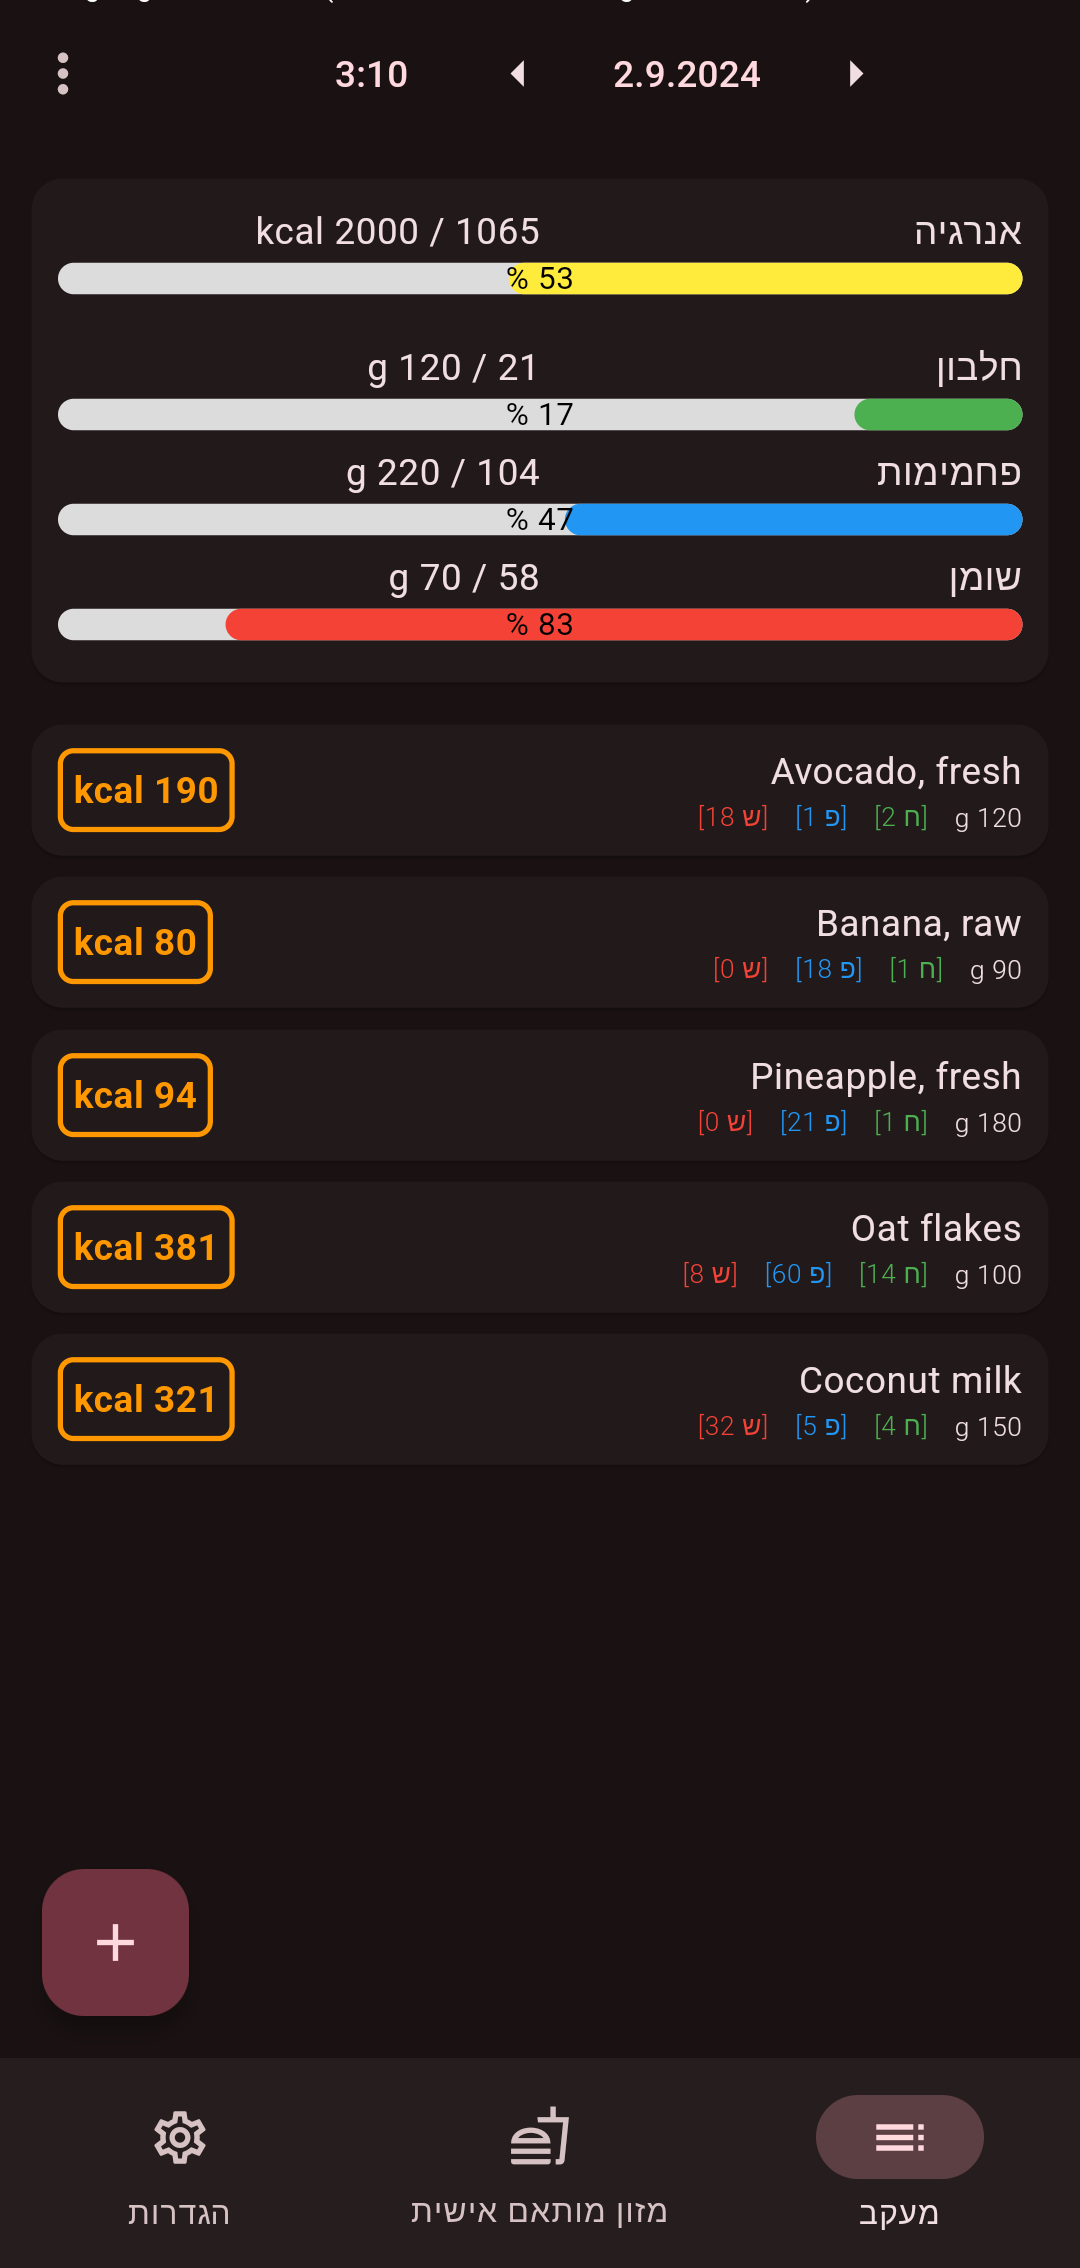 3:10 2.9.2024
אנרגיה 1065 / 2000 kcal
53 %
חלבון 21 / 120 g
17 %
פחמימות 104 / 220 g
47 %
שומן 58 / 70 g
83 %
Avocado, fresh
120 g [ח 2] [פ 1] [ש 18]
190 kcal
Banana, raw
90 g [ח 1] [פ 18] [ש 0]
80 kcal
Pineapple, fresh
180 g [ח 1] [פ 21] [ש 0]
94 kcal
Oat flakes
100 g [ח 14] [פ 60] [ש 8]
381 kcal
Coconut milk
150 g [ח 4] [פ 5] [ש 32]
321 kcal
+
מעקב
מזון מותאם אישית
הגדרות